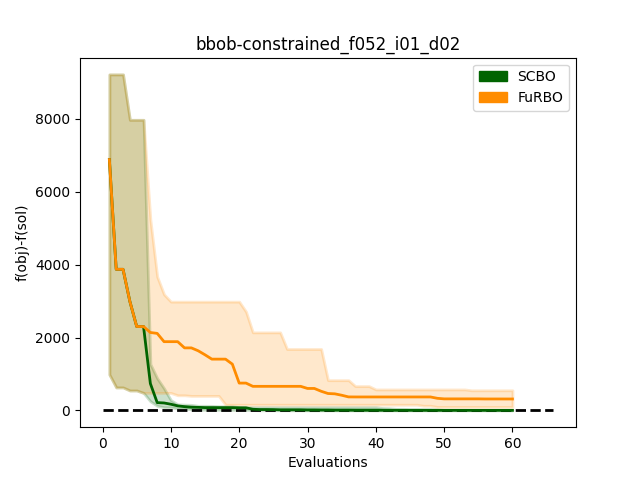 bbob-constrained_f052_i01_d02
SCBO
FuRBO
f(obj)-f(sol)
8000
6000
4000
2000
0
0 10 20 30 40 50 60
Evaluations